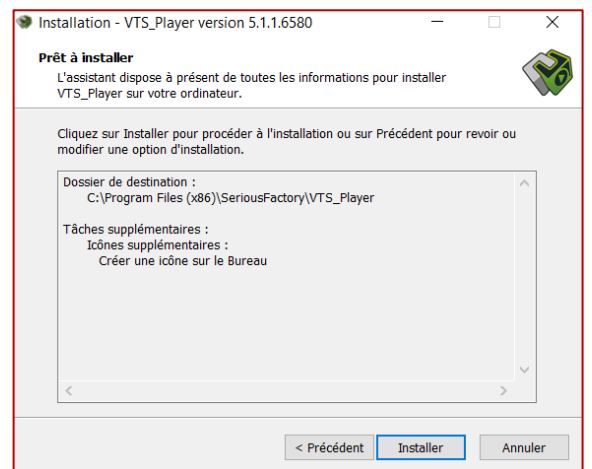 Installation - VTS_Player version 5.1.1.6580
Prêt à installer
L'assistant dispose à présent de toutes les informations pour installer
VTS_Player sur votre ordinateur.
Cliquez sur Installer pour procéder à l'installation ou sur Précédent pour revoir ou
modifier une option d'installation.
Dossier de destination :
C:\Program Files (x86)\SeriousFactory\VTS_Player
Tâches supplémentaires :
Icônes supplémentaires :
Créer une icône sur le Bureau
< Précédent Installer Annuler